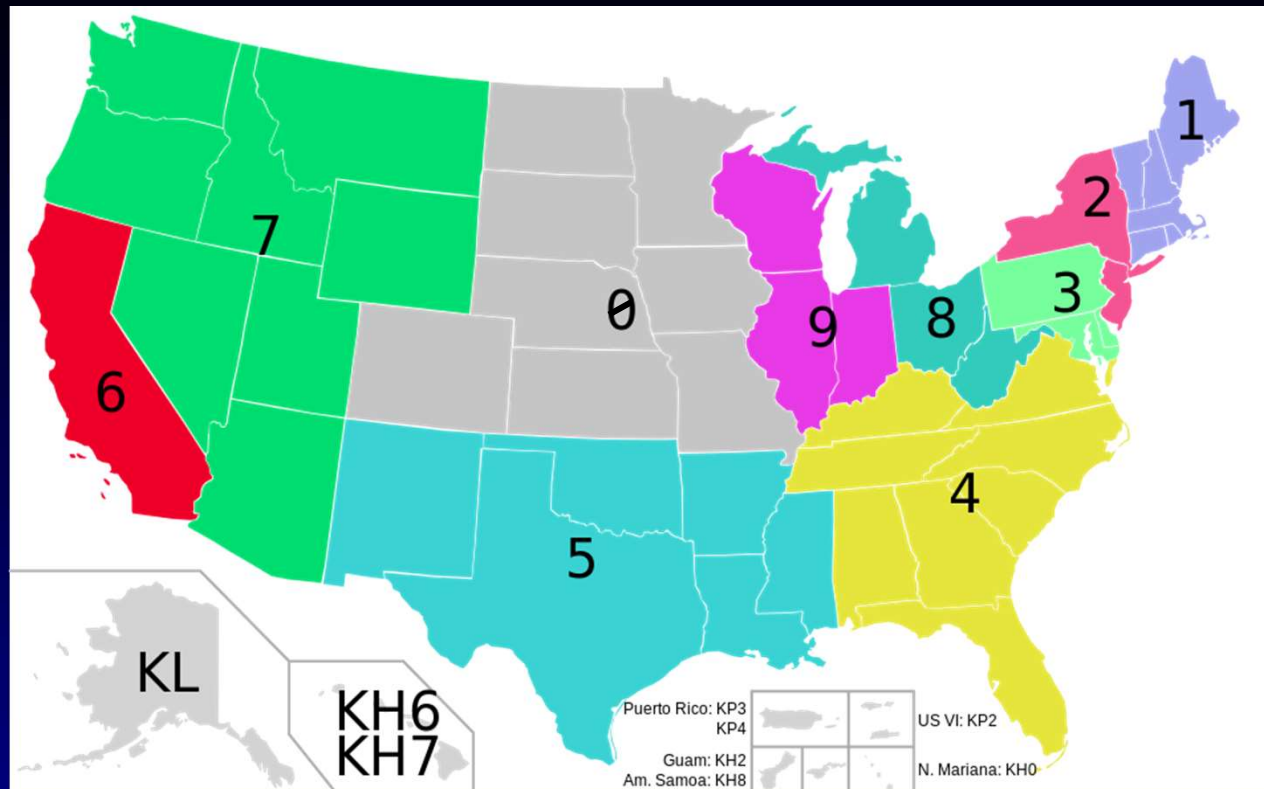 1
2
7
3
0
9
8
6
4
5
KL
KH6
KH7
Puerto Rico: KP3
KP4
US VI: KP2
Guam: KH2
Am. Samoa: KH8
N. Mariana: KH0